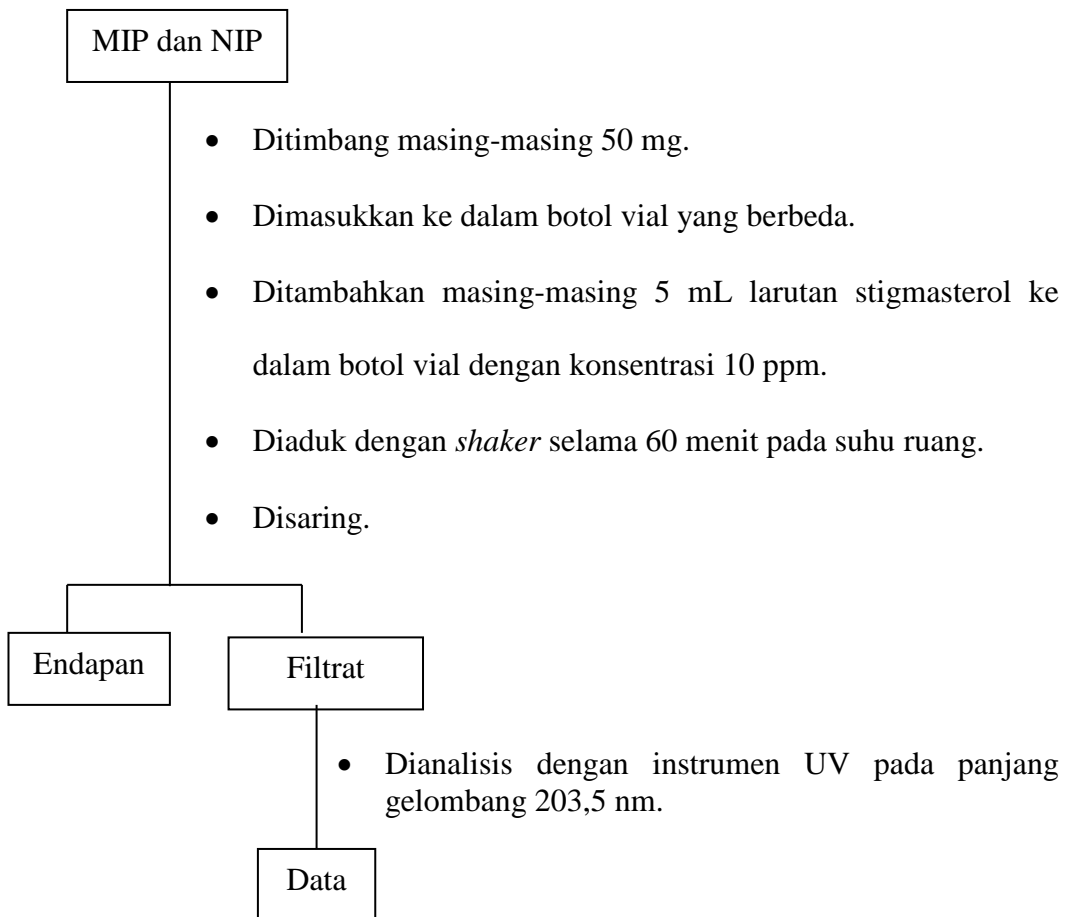 MIP dan NIP
• Ditimbang masing-masing 50 mg.
• Dimasukkan ke dalam botol vial yang berbeda.
• Ditambahkan masing-masing 5 mL larutan stigmasterol ke
dalam botol vial dengan konsentrasi 10 ppm.
• Diaduk dengan shaker selama 60 menit pada suhu ruang.
• Disaring.
Endapan
Filtrat
• Dianalisis dengan instrumen UV pada panjang
gelombang 203,5 nm.
Data